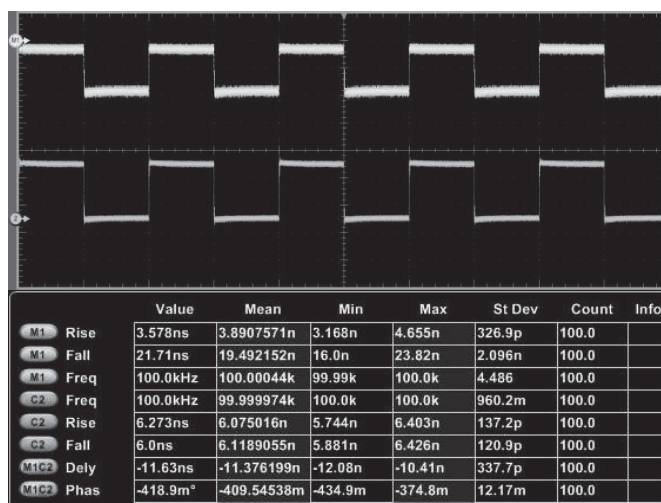 M1
2
Value Mean Min Max St Dev Count Info
M1 Rise 3.578ns 3.8907571n 3.168n 4.655n 326.9p 100.0
M1 Fall 21.71ns 19.492152n 16.0n 23.82n 2.096n 100.0
M1 Freq 100.0kHz 100.00044k 99.99k 100.0k 4.486 100.0
C2 Freq 100.0kHz 99.999974k 100.0k 100.0k 960.2m 100.0
C2 Rise 6.273ns 6.075016n 5.744n 6.403n 137.2p 100.0
C2 Fall 6.0ns 6.1189055n 5.881n 6.426n 120.9p 100.0
M1C2 Dely -11.63ns -11.376199n -12.08n -10.41n 337.7p 100.0
M1C2 Phas -418.9m° -409.54538m -434.9m -374.8m 12.17m 100.0